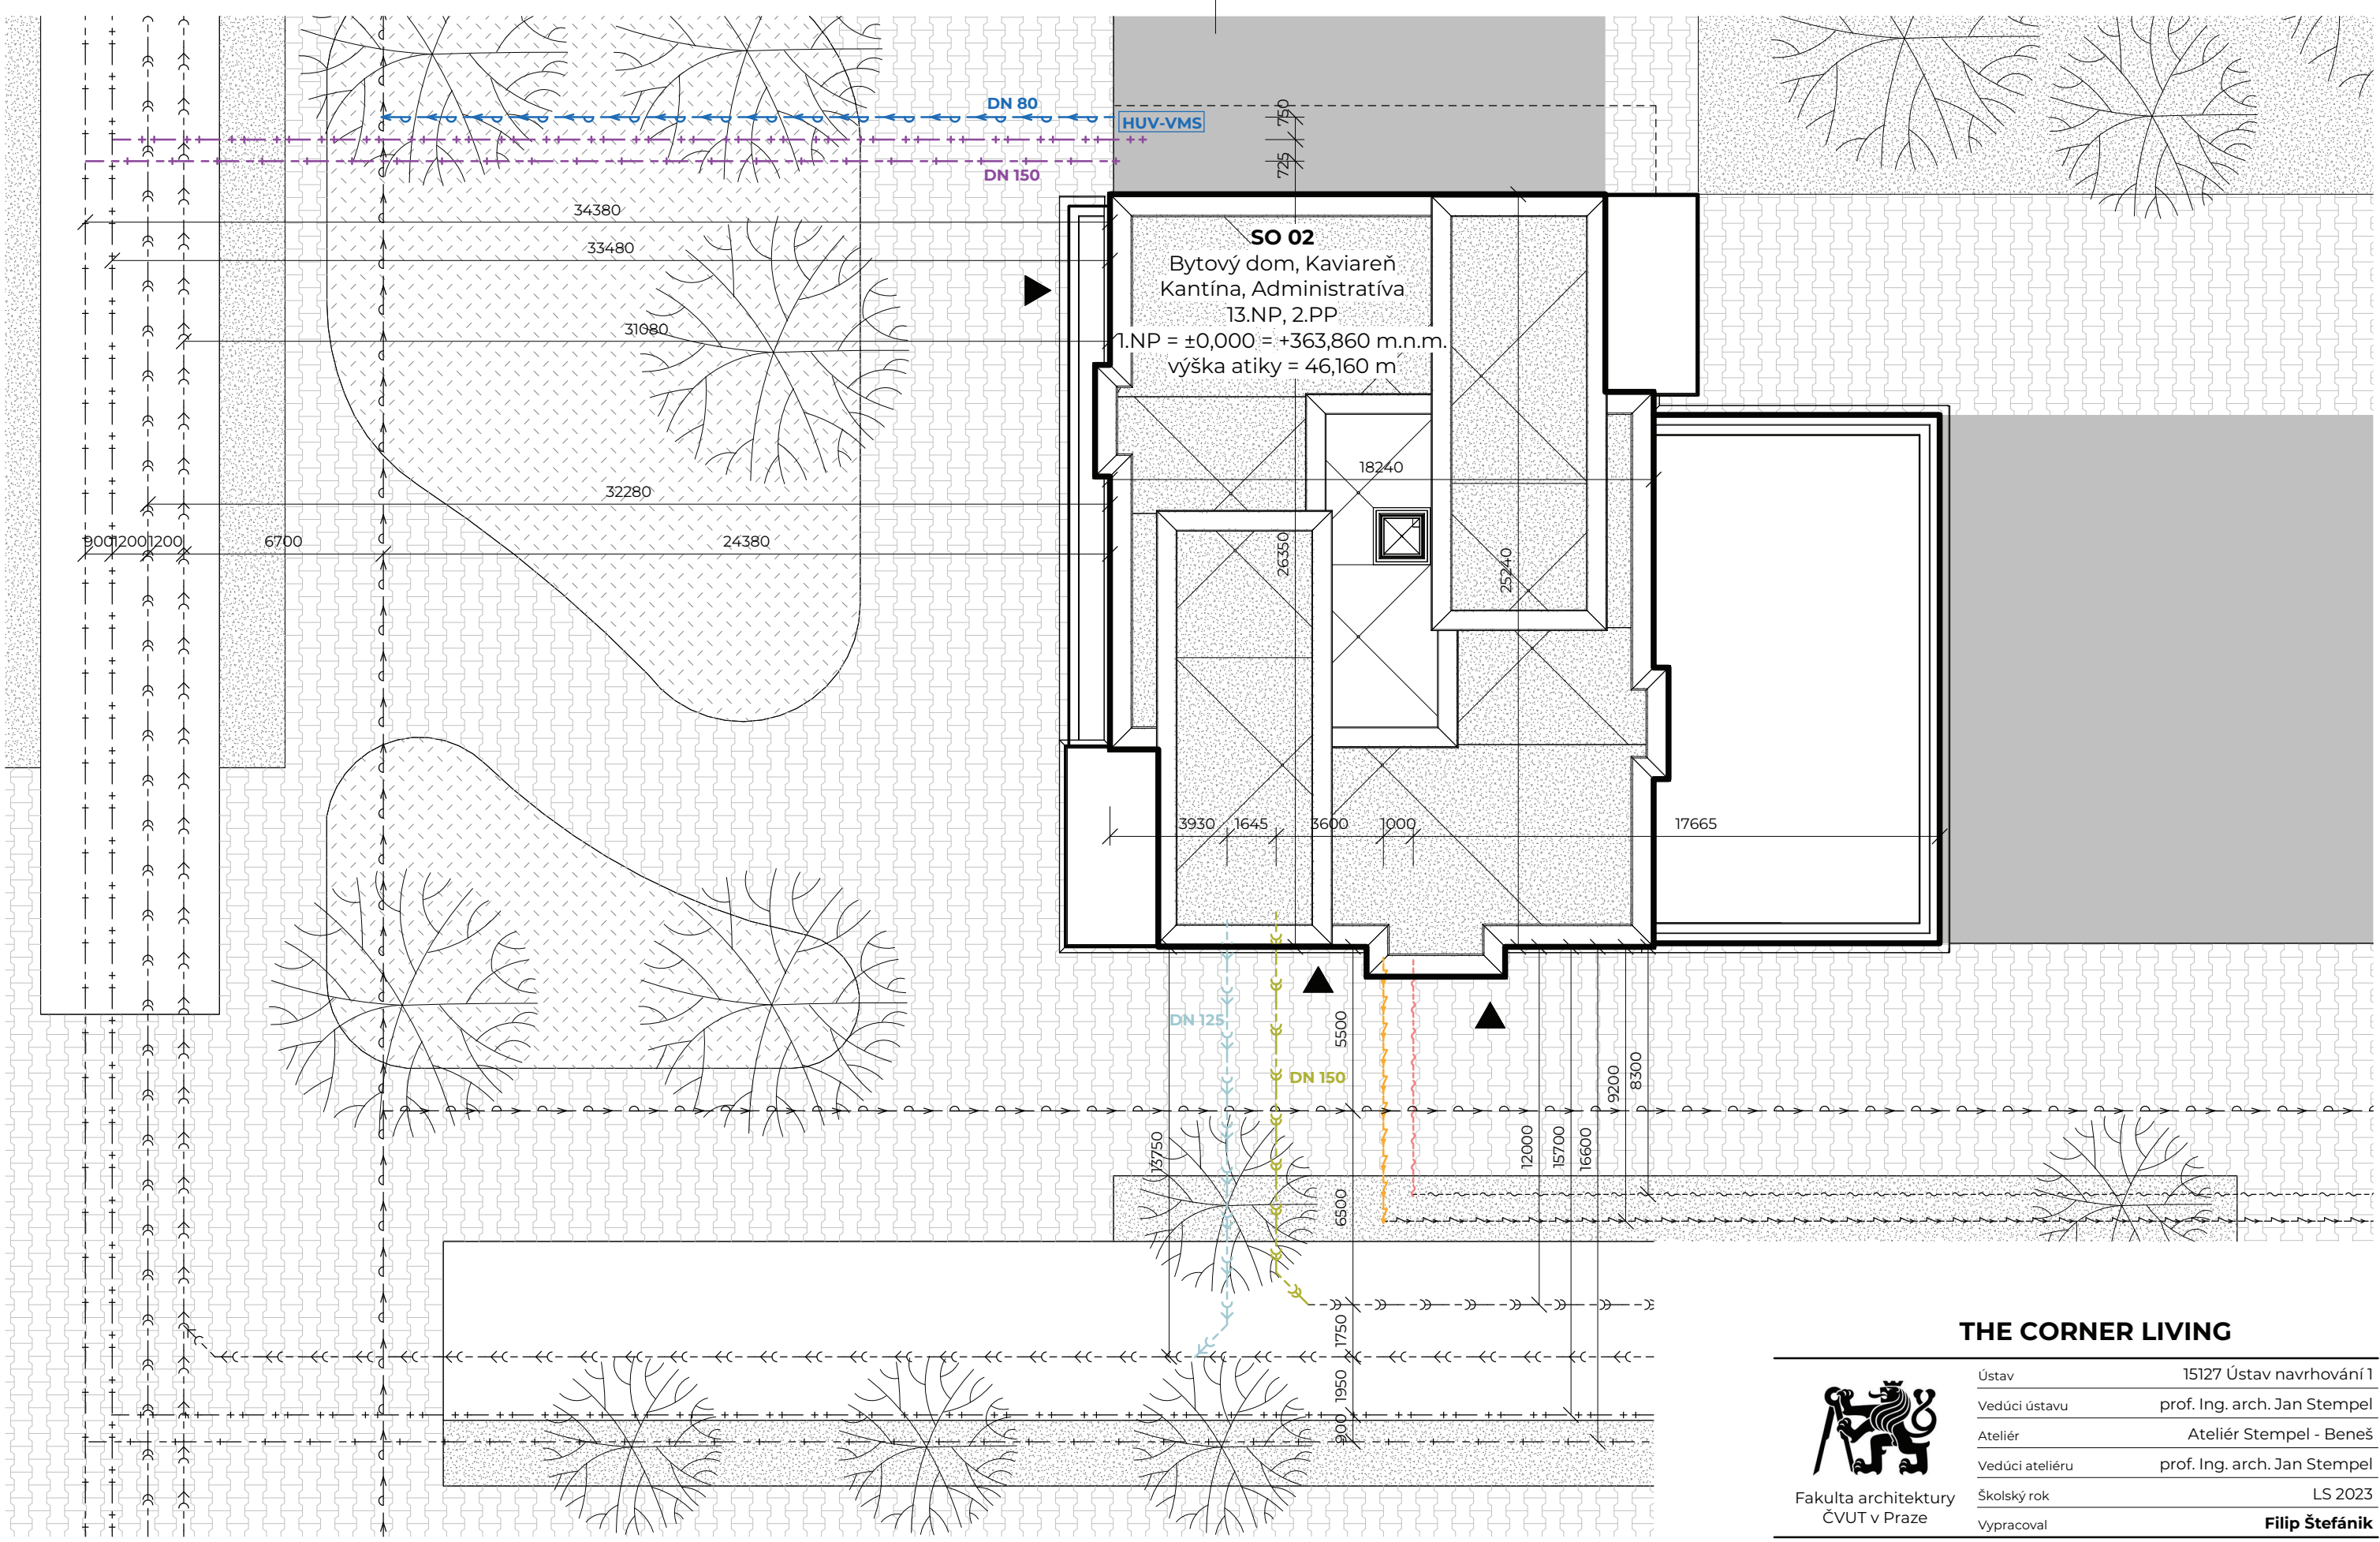 DN 80
HUV-VMS
DN 150
750
725
34380
33480
31080
32280
900
1200
1200
6700
24380
SO 02
Bytový dom, Kaviareň
Kantína, Administratíva
13.NP, 2.PP
1.NP = ±0,000 = +363,860 m.n.m.
výška atiky = 46,160 m
18240
26350
25240
3930
1645
3600
1000
17665
DN 125
DN 150
5500
9200
8300
13750
12000
15700
16600
6500
1750
1950
900
THE CORNER LIVING
Ústav 15127 Ústav navrhování 1
Vedúci ústavu prof. Ing. arch. Jan Stempel
Ateliér Ateliér Stempel - Beneš
Vedúci ateliéru prof. Ing. arch. Jan Stempel
Školský rok LS 2023
Vypracoval Filip Štefánik
Fakulta architektury
ČVUT v Praze